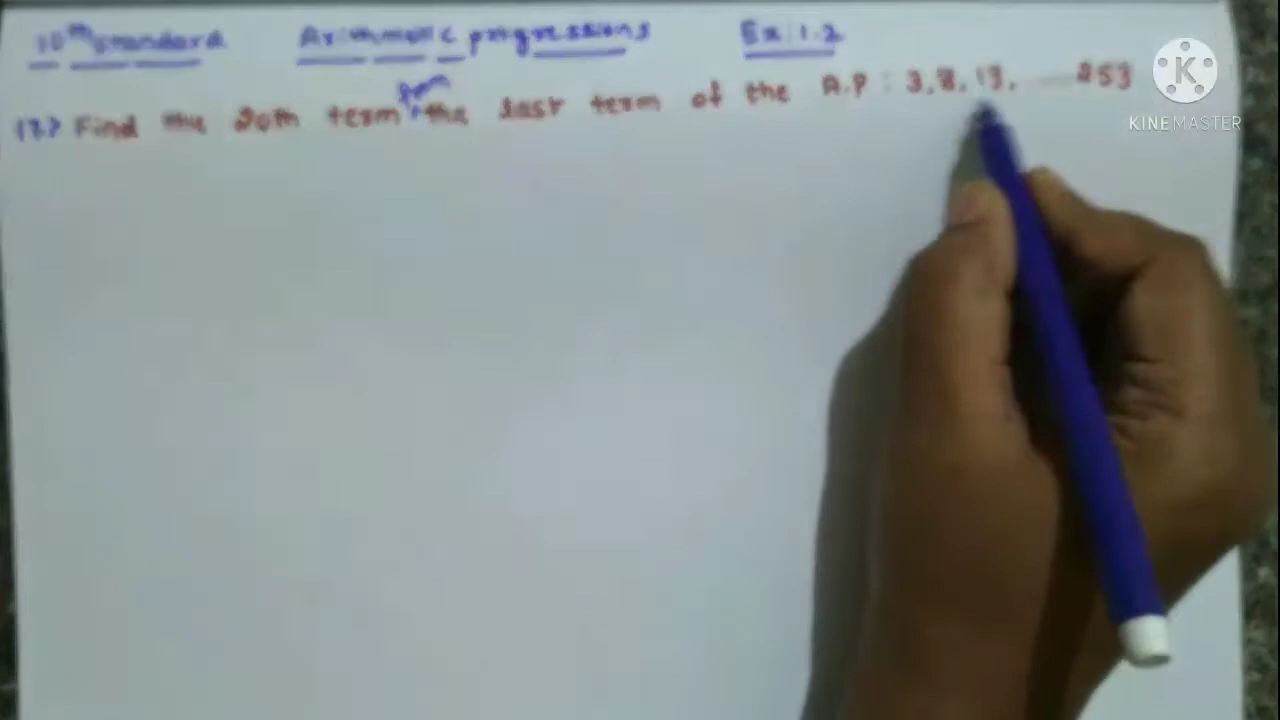 10th standard Arithmetic progressions Ex:1.2
17.) Find the 20th term from the last term of the A.P : 3, 8, 13, ... 253
K
KINEMASTER